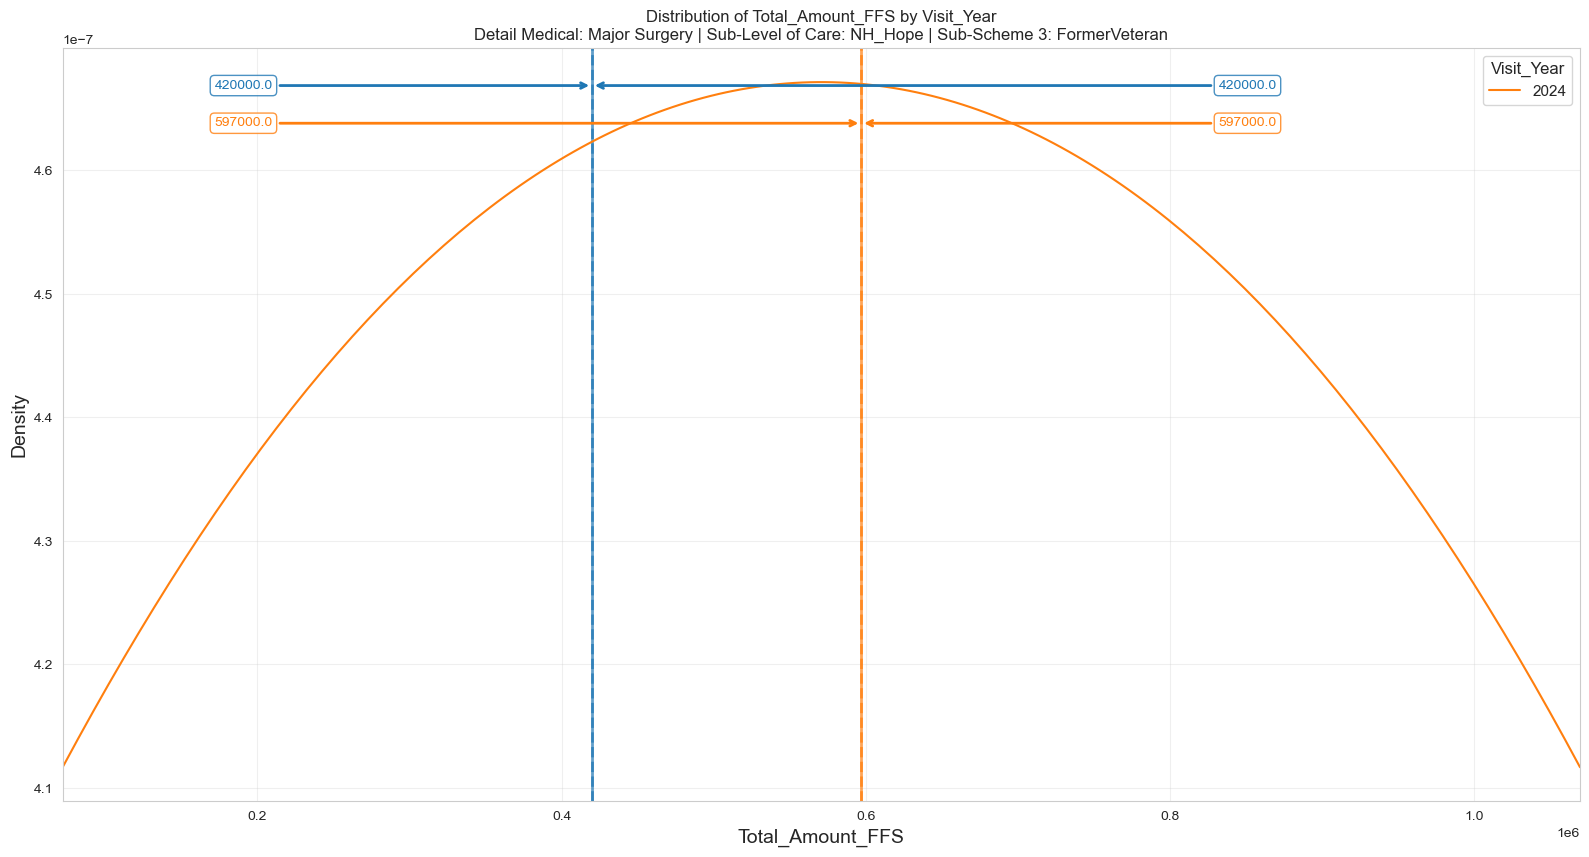 Distribution of Total_Amount_FFS by Visit_Year
Detail Medical: Major Surgery | Sub-Level of Care: NH_Hope | Sub-Scheme 3: FormerVeteran
1e−7
420000.0
420000.0
597000.0
597000.0
Visit_Year
2024
4.6
4.5
4.4
4.3
4.2
4.1
Density
0.2
0.4
0.6
0.8
1.0
1e6
Total_Amount_FFS